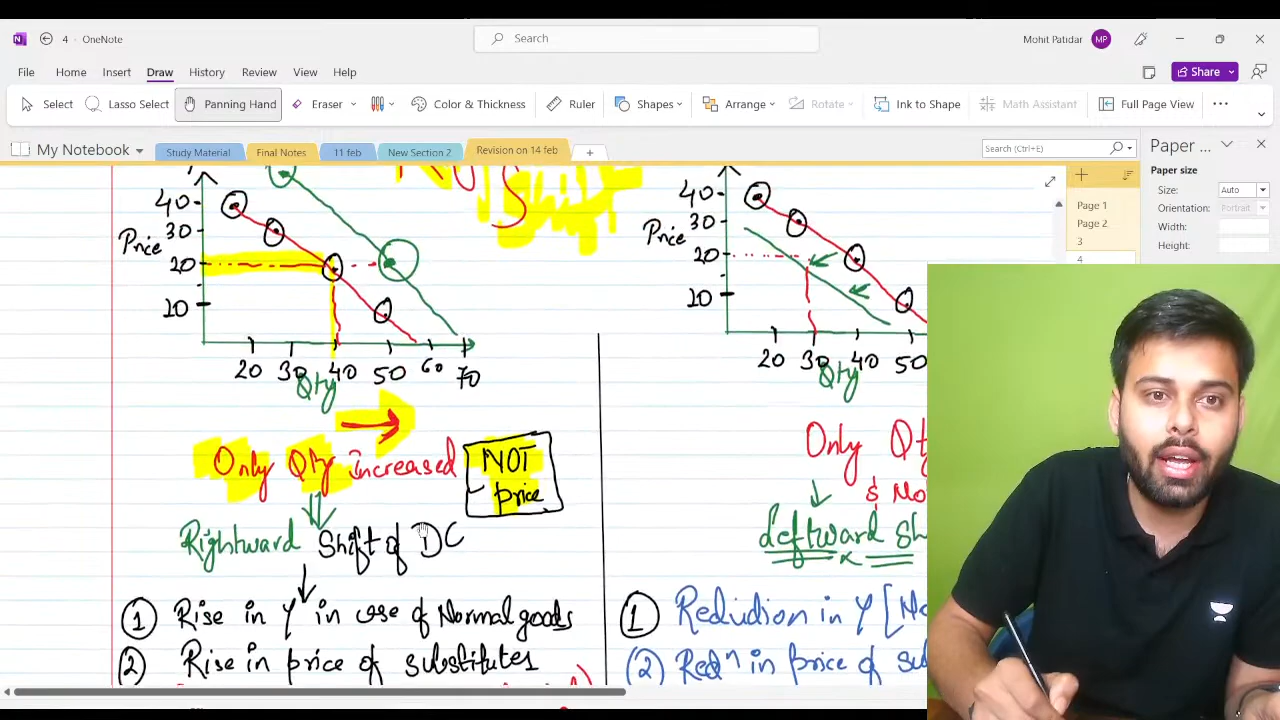 4 - OneNote
Search
Mohit Patidar
MP
File Home Insert Draw History Review View Help
Share
Select Lasso Select Panning Hand Eraser Color & Thickness Ruler Shapes Arrange Rotate Ink to Shape Math Assistant Full Page View
My Notebook Study Material Final Notes 11 feb New Section 2 Revision on 14 feb
Search (Ctrl+E)
Paper ...
Paper size
Size: Auto
Orientation: Portrait
Width:
Height:
Page 1
Page 2
3
4
40
30
Price
20
10
20 30 40 50 60 70
Qty
Only Qty Increased
NOT
price
Rightward Shift of DC
1 Rise in Y in case of Normal goods
2 Rise in price of substitutes
40
30
Price
20
10
20 30 40 50
Qty
Only
& No
Leftward Sh
1 Reduction in Y
(2) Redn in price of su